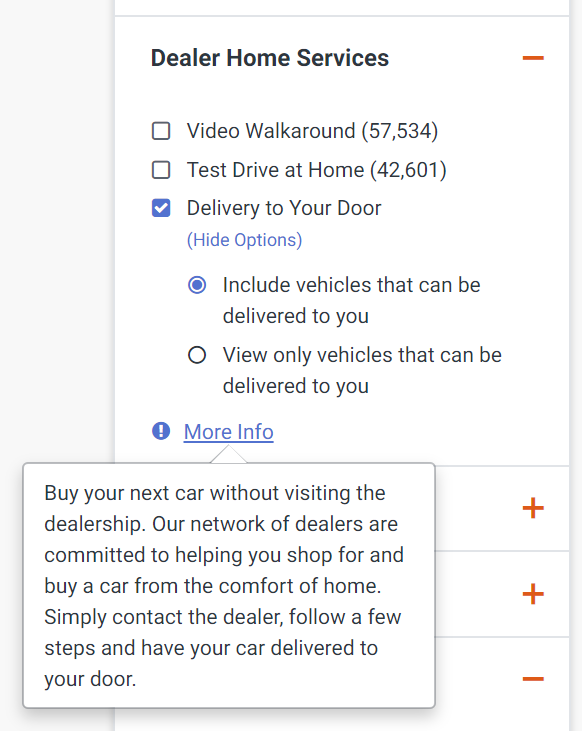 Dealer Home Services
Video Walkaround (57,534)
Test Drive at Home (42,601)
Delivery to Your Door
(Hide Options)
Include vehicles that can be
delivered to you
View only vehicles that can be
delivered to you
More Info
Buy your next car without visiting the
dealership. Our network of dealers are
committed to helping you shop for and
buy a car from the comfort of home.
Simply contact the dealer, follow a few
steps and have your car delivered to
your door.